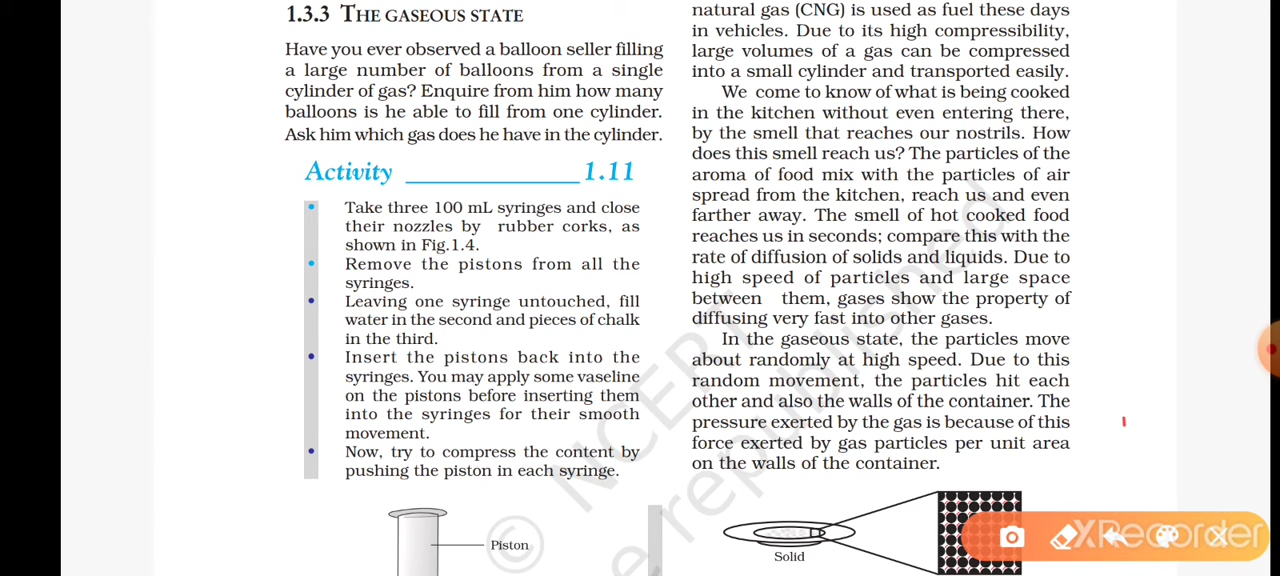 1.3.3 THE GASEOUS STATE
Have you ever observed a balloon seller filling
a large number of balloons from a single
cylinder of gas? Enquire from him how many
balloons is he able to fill from one cylinder.
Ask him which gas does he have in the cylinder.
Activity 1.11
• Take three 100 mL syringes and close
their nozzles by rubber corks, as
shown in Fig.1.4.
• Remove the pistons from all the
syringes.
• Leaving one syringe untouched, fill
water in the second and pieces of chalk
in the third.
• Insert the pistons back into the
syringes. You may apply some vaseline
on the pistons before inserting them
into the syringes for their smooth
movement.
• Now, try to compress the content by
pushing the piston in each syringe.
Piston
natural gas (CNG) is used as fuel these days
in vehicles. Due to its high compressibility,
large volumes of a gas can be compressed
into a small cylinder and transported easily.
We come to know of what is being cooked
in the kitchen without even entering there,
by the smell that reaches our nostrils. How
does this smell reach us? The particles of the
aroma of food mix with the particles of air
spread from the kitchen, reach us and even
farther away. The smell of hot cooked food
reaches us in seconds; compare this with the
rate of diffusion of solids and liquids. Due to
high speed of particles and large space
between them, gases show the property of
diffusing very fast into other gases.
In the gaseous state, the particles move
about randomly at high speed. Due to this
random movement, the particles hit each
other and also the walls of the container. The
pressure exerted by the gas is because of this
force exerted by gas particles per unit area
on the walls of the container.
Solid
© NCERT
be republished
XRecorder